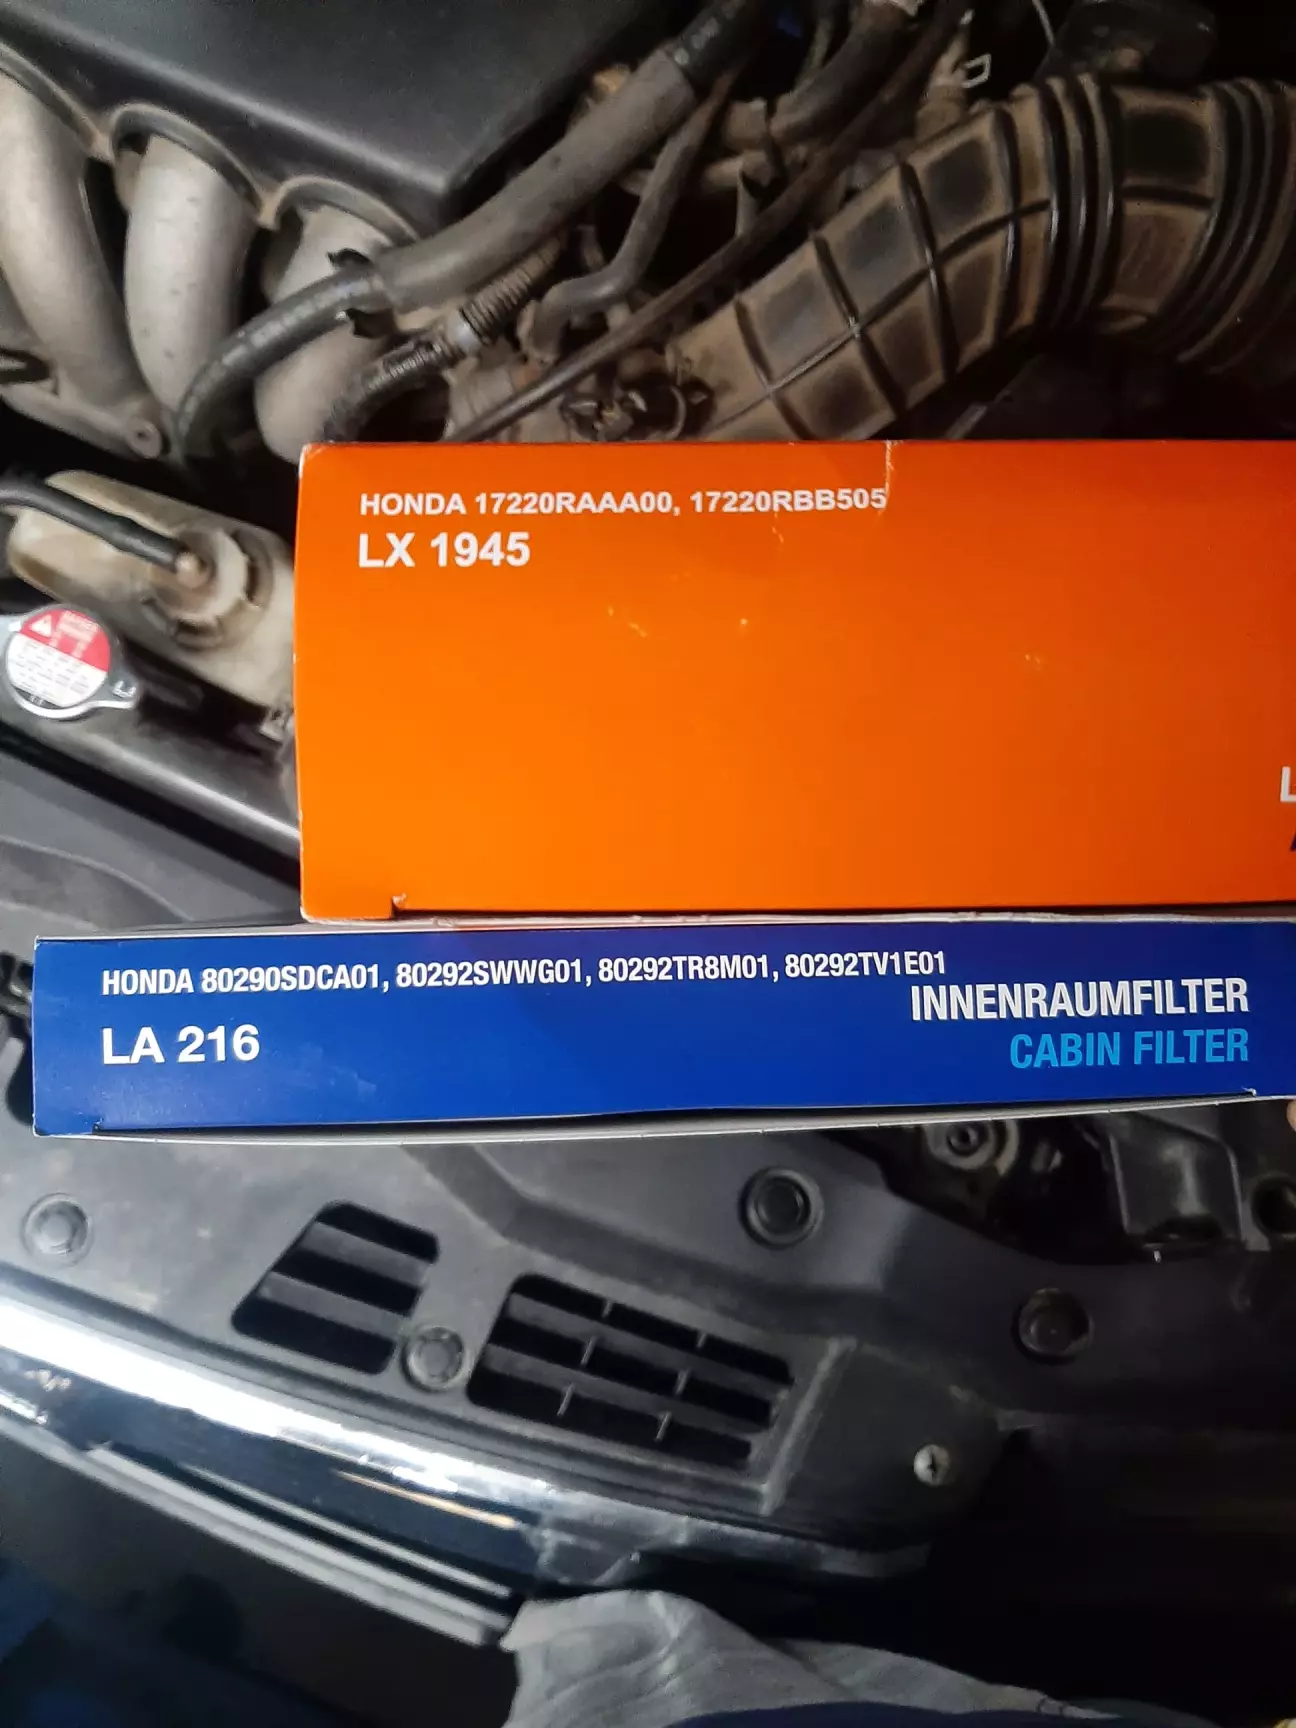 HONDA 17220RAAA00, 17220RBB505
LX 1945
HONDA 80290SDCA01, 80292SWWG01, 80292TR8M01, 80292TV1E01
INNENRAUMFILTER
LA 216
CABIN FILTER